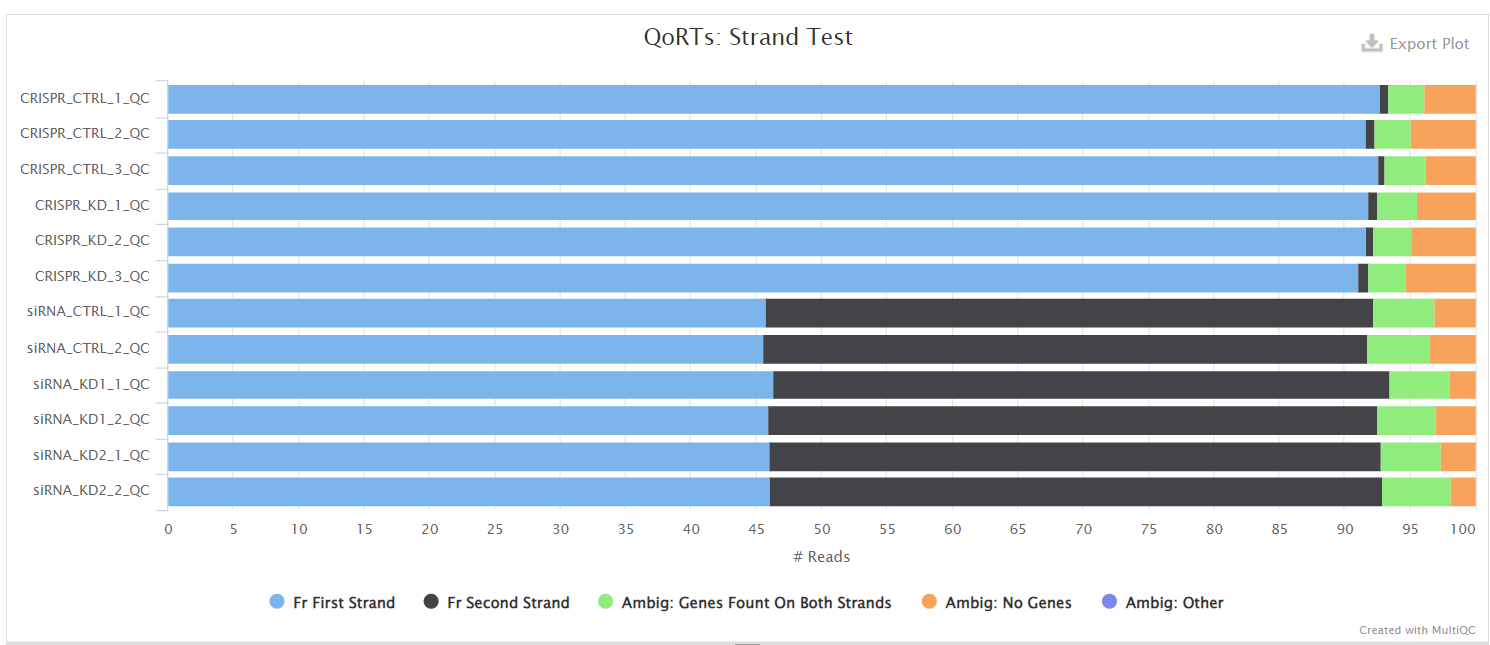 QoRTs: Strand Test
Export Plot
CRISPR_CTRL_1_QC
CRISPR_CTRL_2_QC
CRISPR_CTRL_3_QC
CRISPR_KD_1_QC
CRISPR_KD_2_QC
CRISPR_KD_3_QC
siRNA_CTRL_1_QC
siRNA_CTRL_2_QC
siRNA_KD1_1_QC
siRNA_KD1_2_QC
siRNA_KD2_1_QC
siRNA_KD2_2_QC
0 5 10 15 20 25 30 35 40 45 50 55 60 65 70 75 80 85 90 95 100
# Reads
Fr First Strand Fr Second Strand Ambig: Genes Fount On Both Strands Ambig: No Genes Ambig: Other
Created with MultiQC